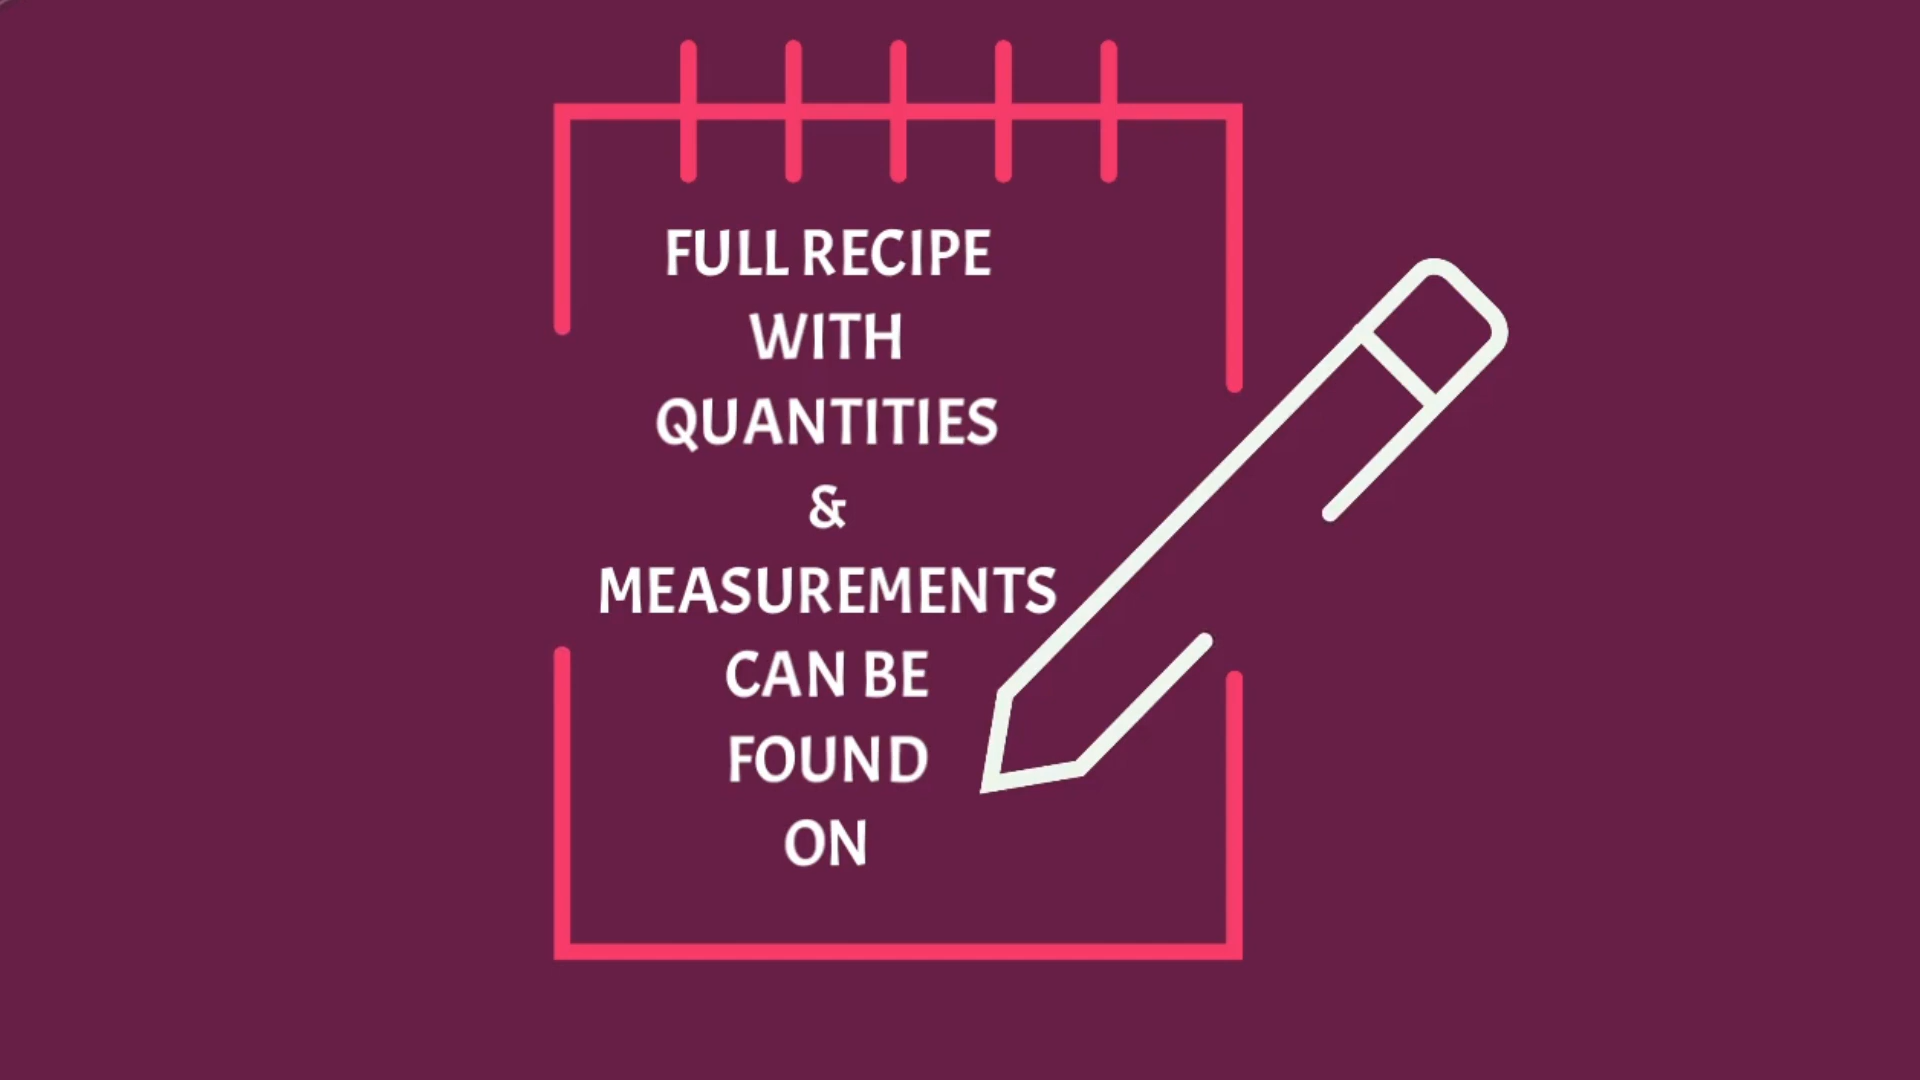 FULL RECIPE
WITH
QUANTITIES
&
MEASUREMENTS
CAN BE
FOUND
ON